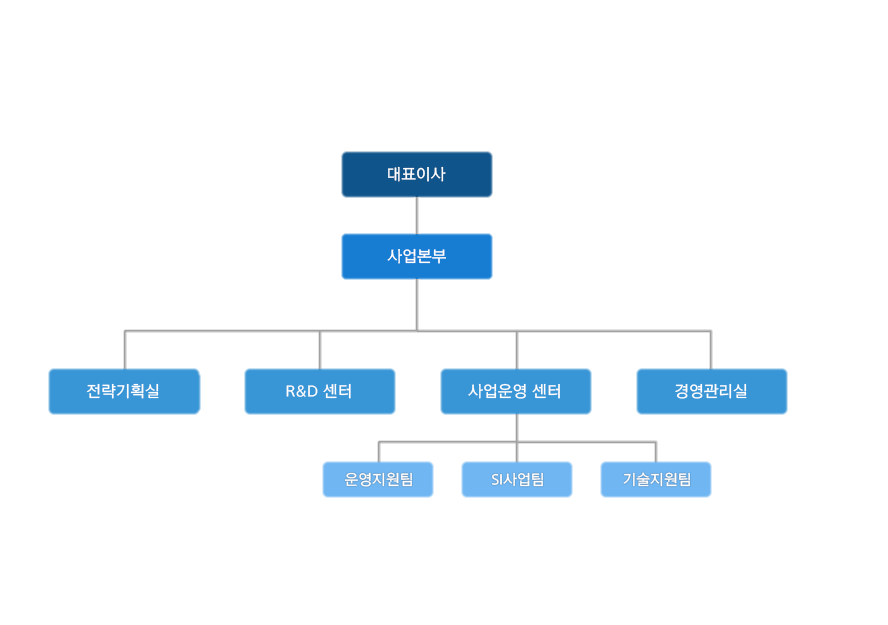 대표이사
사업본부
전략기획실
R&D 센터
사업운영 센터
경영관리실
운영지원팀
SI사업팀
기술지원팀